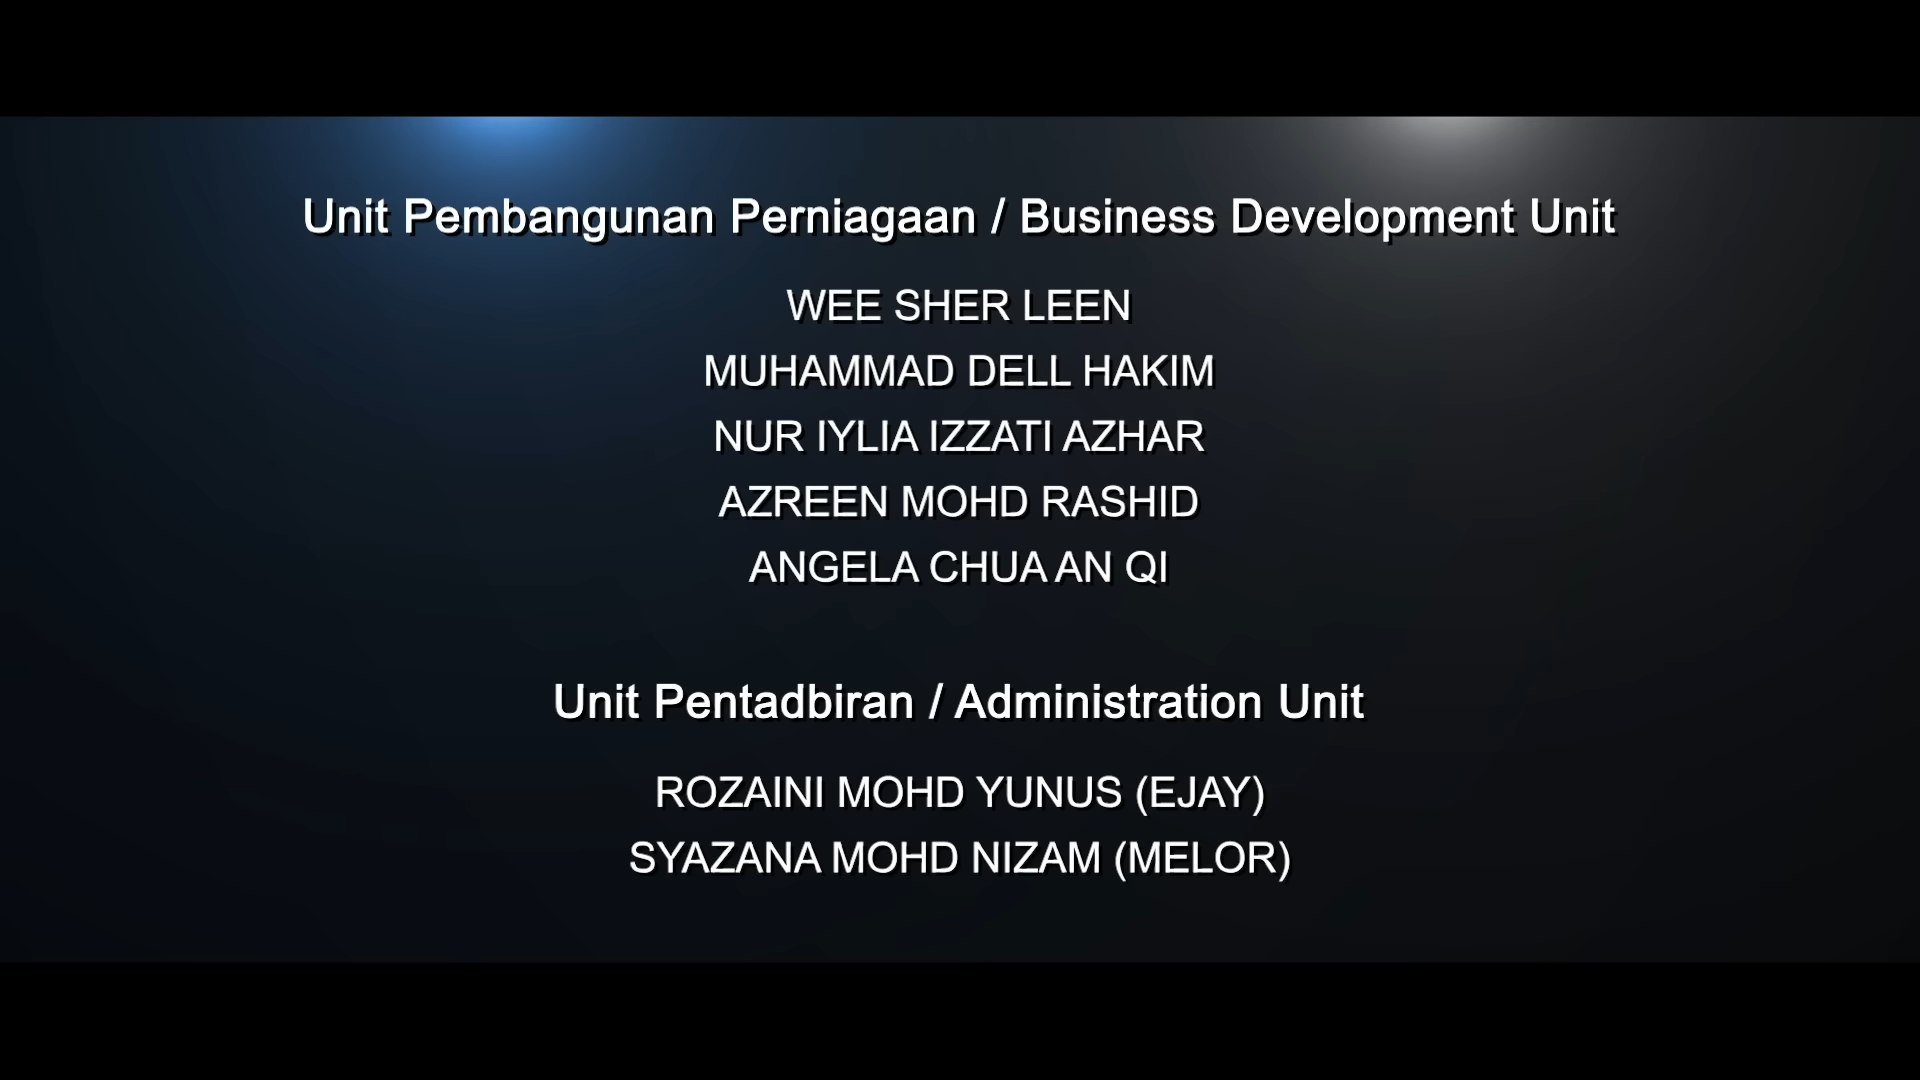 Unit Pembangunan Perniagaan / Business Development Unit
WEE SHER LEEN
MUHAMMAD DELL HAKIM
NUR IYLIA IZZATI AZHAR
AZREEN MOHD RASHID
ANGELA CHUA AN QI
Unit Pentadbiran / Administration Unit
ROZAINI MOHD YUNUS (EJAY)
SYAZANA MOHD NIZAM (MELOR)